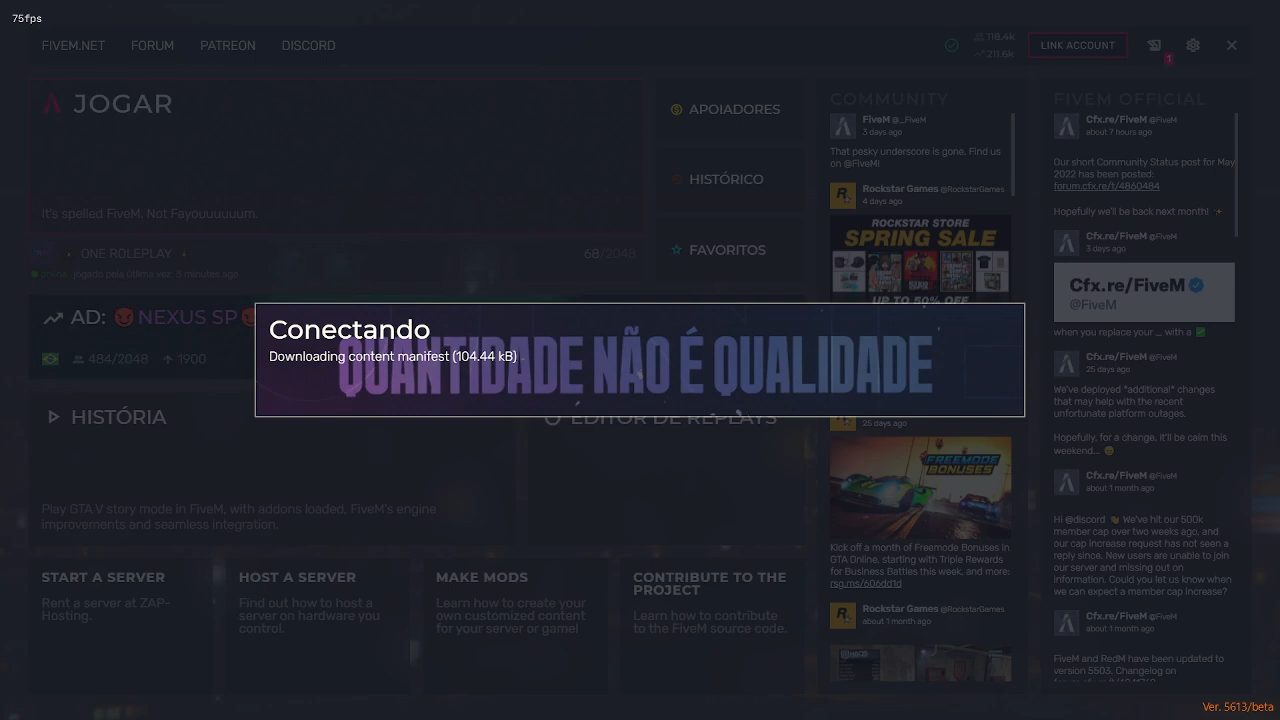 75fps
FIVEM.NET FORUM PATREON DISCORD
118.4k
211.6k
LINK ACCOUNT
1
JOGAR
It's spelled FiveM. Not Fayouuuuum.
ONE ROLEPLAY
68/2048
jogado pela última vez: 3 minutes ago
APOIADORES
HISTÓRICO
FAVORITOS
AD: NEXUS SP
484/2048 1900
Conectando
Downloading content manifest (104.44 kB)
QUANTIDADE NÃO É QUALIDADE
HISTÓRIA
Play GTA V story mode in FiveM, with addons loaded, FiveM's engine
improvements and seamless integration.
EDITOR DE REPLAYS
START A SERVER
Rent a server at ZAP-
Hosting.
HOST A SERVER
Find out how to host a
server on hardware you
control.
MAKE MODS
Learn how to create your
own customized content
for your server or game!
CONTRIBUTE TO THE
PROJECT
Learn how to contribute
to the FiveM source code.
COMMUNITY
FiveM @_FiveM
3 days ago
That pesky underscore is gone, Find us
on @FiveM!
Rockstar Games @RockstarGames
4 days ago
ROCKSTAR STORE
SPRING SALE
UP TO 50% OFF
25 days ago
FREEMODE
BONUSES
Kick off a month of Freemode Bonuses in
GTA Online, starting with Triple Rewards
for Business Battles this week, and more:
rsg.ms/606dd1d
Rockstar Games @RockstarGames
about 1 month ago
FIVEM OFFICIAL
Cfx.re/FiveM @FiveM
about 7 hours ago
Our short Community Status post for May
2022 has been posted:
forum.cfx.re/t/4860484
Hopefully we'll be back next month!
Cfx.re/FiveM @FiveM
3 days ago
Cfx.re/FiveM
@FiveM
when you replace your _ with a
Cfx.re/FiveM @FiveM
25 days ago
We've deployed *additional* changes
that may help with the recent
unfortunate platform outages.
Hopefully, for a change, it'll be calm this
weekend...
Cfx.re/FiveM @FiveM
about 1 month ago
Hi @discord We've hit our 500k
member cap over two weeks ago, and
our cap increase request has not seen a
reply since. New users are unable to join
our server and missing out on
information. Could you let us know when
we can expect a member cap increase?
Cfx.re/FiveM @FiveM
about 1 month ago
FiveM and RedM have been updated to
version 5503. Changelog on
Ver. 5613/beta